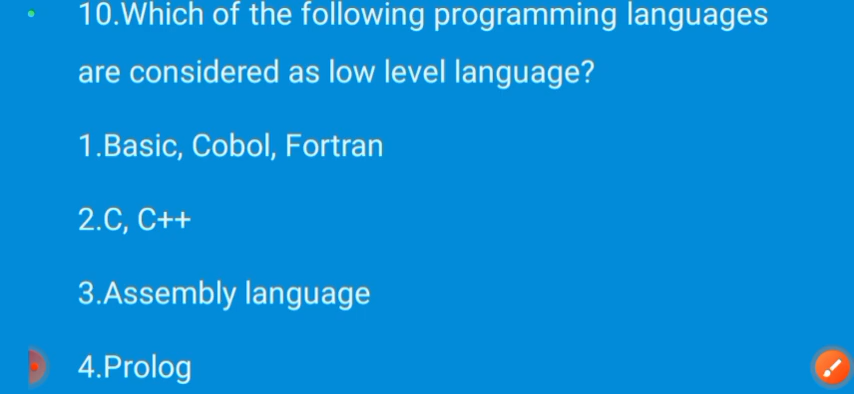 10.Which of the following programming languages
are considered as low level language?
1.Basic, Cobol, Fortran
2.C, C++
3.Assembly language
4.Prolog